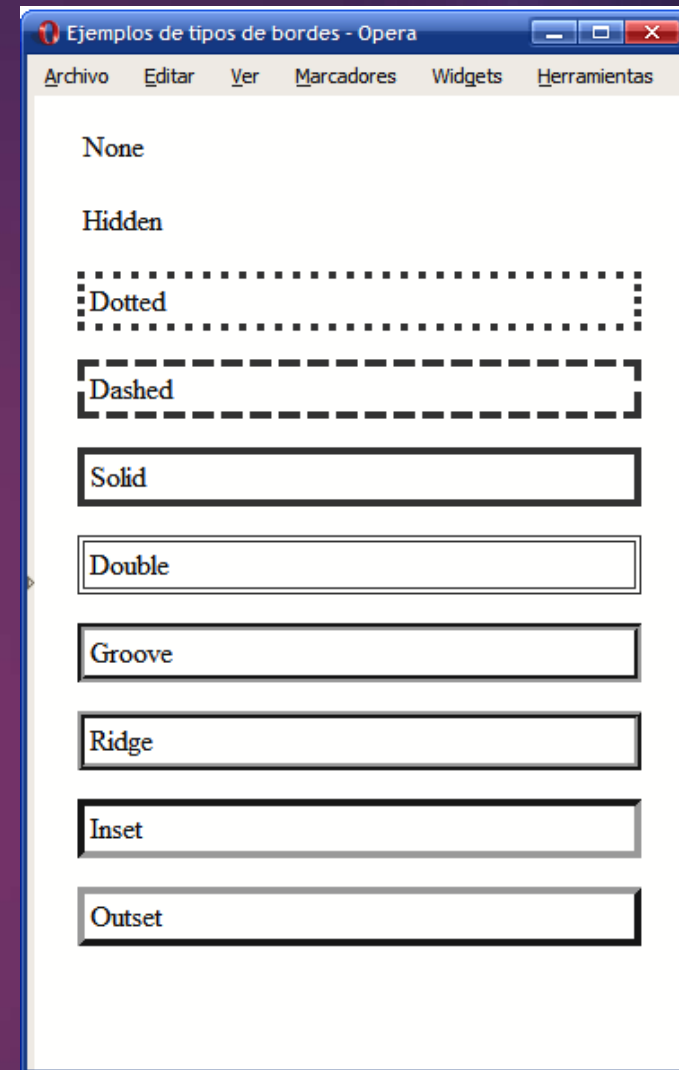 Ejemplos de tipos de bordes - Opera
Archivo Editar Ver Marcadores Widgets Herramientas
None
Hidden
Dotted
Dashed
Solid
Double
Groove
Ridge
Inset
Outset